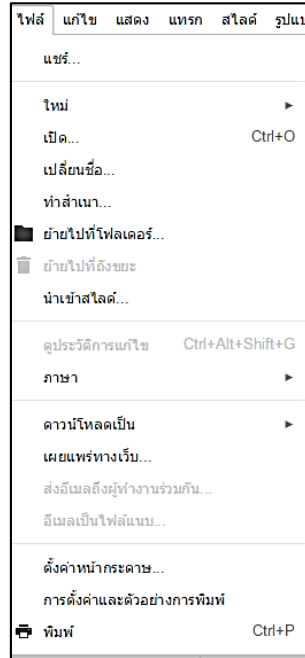 ไฟล์ แก้ไข แสดง แทรก สไลด์ รูปแบ
แชร์...
ใหม่ ►
เปิด... Ctrl+O
เปลี่ยนชื่อ...
ทำสำเนา...
ย้ายไปที่โฟลเดอร์...
ย้ายไปที่ถังขยะ
นำเข้าสไลด์...
ดูประวัติการแก้ไข Ctrl+Alt+Shift+G
ภาษา ►
ดาวน์โหลดเป็น ►
เผยแพร่ทางเว็บ...
ส่งอีเมลถึงผู้ทำงานร่วมกัน...
อีเมลเป็นไฟล์แนบ...
ตั้งค่าหน้ากระดาษ...
การตั้งค่าและตัวอย่างการพิมพ์
พิมพ์ Ctrl+P